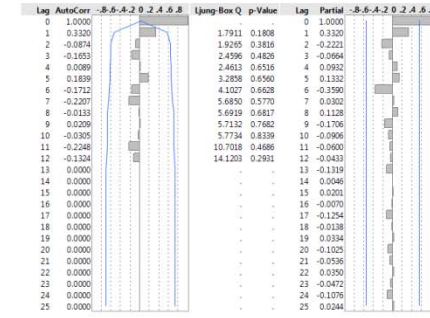 Lag AutoCorr -.8-.6-.4-.2 0 .2 .4 .6 .8 Ljung-Box Q p-Value Lag Partial -.8-.6-.4-.2 0 .2 .4 .6
0 1.0000 0 1.0000
1 0.3320 1.7911 0.1808 1 0.3320
2 -0.0874 1.9265 0.3816 2 -0.2221
3 -0.1653 2.4596 0.4826 3 -0.0664
4 0.0089 2.4613 0.6516 4 0.0932
5 0.1839 3.2858 0.6560 5 0.1332
6 -0.1712 4.1027 0.6628 6 -0.3590
7 -0.2207 5.6850 0.5770 7 0.0302
8 -0.0133 5.6919 0.6817 8 0.1128
9 0.0209 5.7132 0.7682 9 -0.1706
10 -0.0305 5.7734 0.8339 10 -0.0906
11 -0.2248 10.7018 0.4686 11 -0.0600
12 -0.1324 14.1203 0.2931 12 -0.0433
13 0.0000 . . 13 -0.1319
14 0.0000 . . 14 0.0046
15 0.0000 . . 15 0.0201
16 0.0000 . . 16 -0.0070
17 0.0000 . . 17 -0.1254
18 0.0000 . . 18 -0.0138
19 0.0000 . . 19 0.0334
20 0.0000 . . 20 -0.1025
21 0.0000 . . 21 -0.0536
22 0.0000 . . 22 0.0350
23 0.0000 . . 23 -0.0472
24 0.0000 . . 24 -0.1076
25 0.0000 . . 25 0.0244